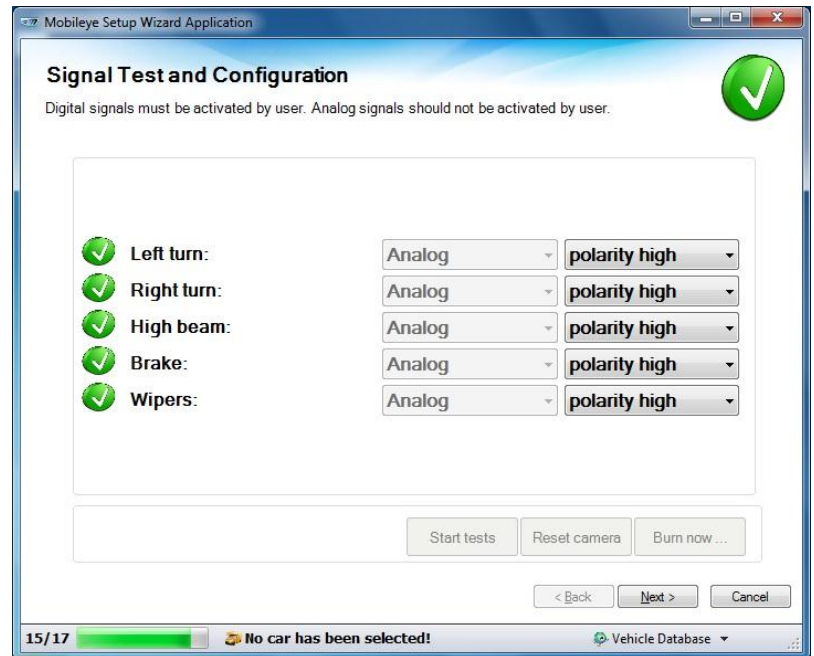 Mobileye Setup Wizard Application
Signal Test and Configuration
Digital signals must be activated by user. Analog signals should not be activated by user.
Left turn: Analog polarity high
Right turn: Analog polarity high
High beam: Analog polarity high
Brake: Analog polarity high
Wipers: Analog polarity high
Start tests Reset camera Burn now ...
< Back Next > Cancel
15/17 No car has been selected! Vehicle Database